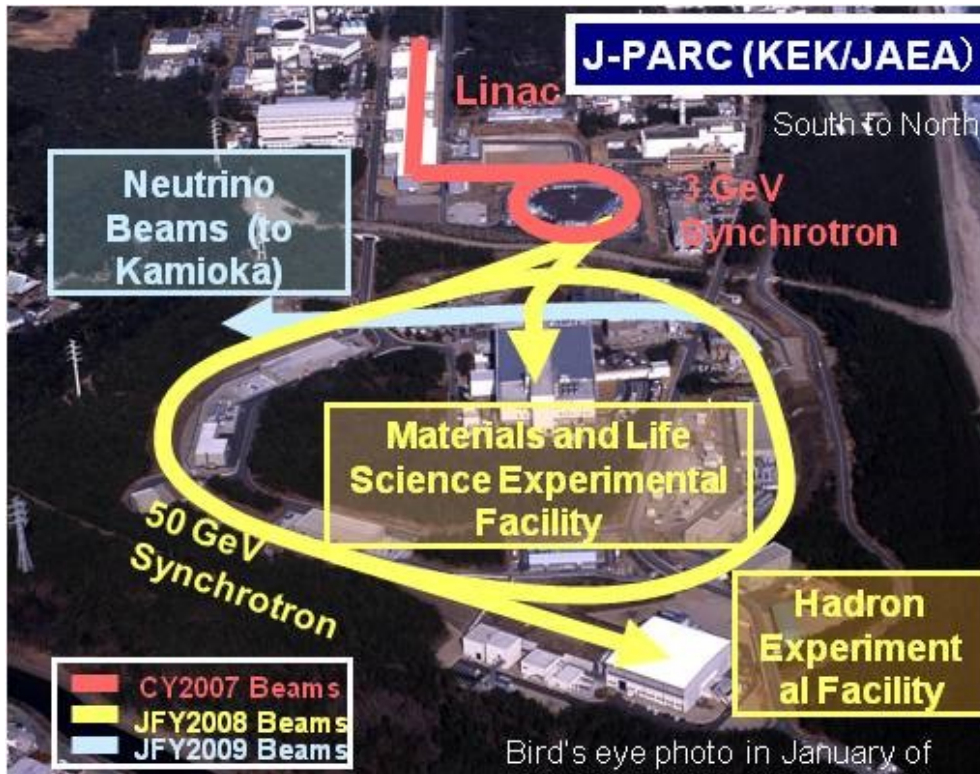 J-PARC (KEK/JAEA)
South to North
Linac
Neutrino
Beams (to
Kamioka)
3 GeV
Synchrotron
Materials and Life
Science Experimental
Facility
50 GeV
Synchrotron
Hadron
Experiment
al Facility
CY2007 Beams
JFY2008 Beams
JFY2009 Beams
Bird's eye photo in January of